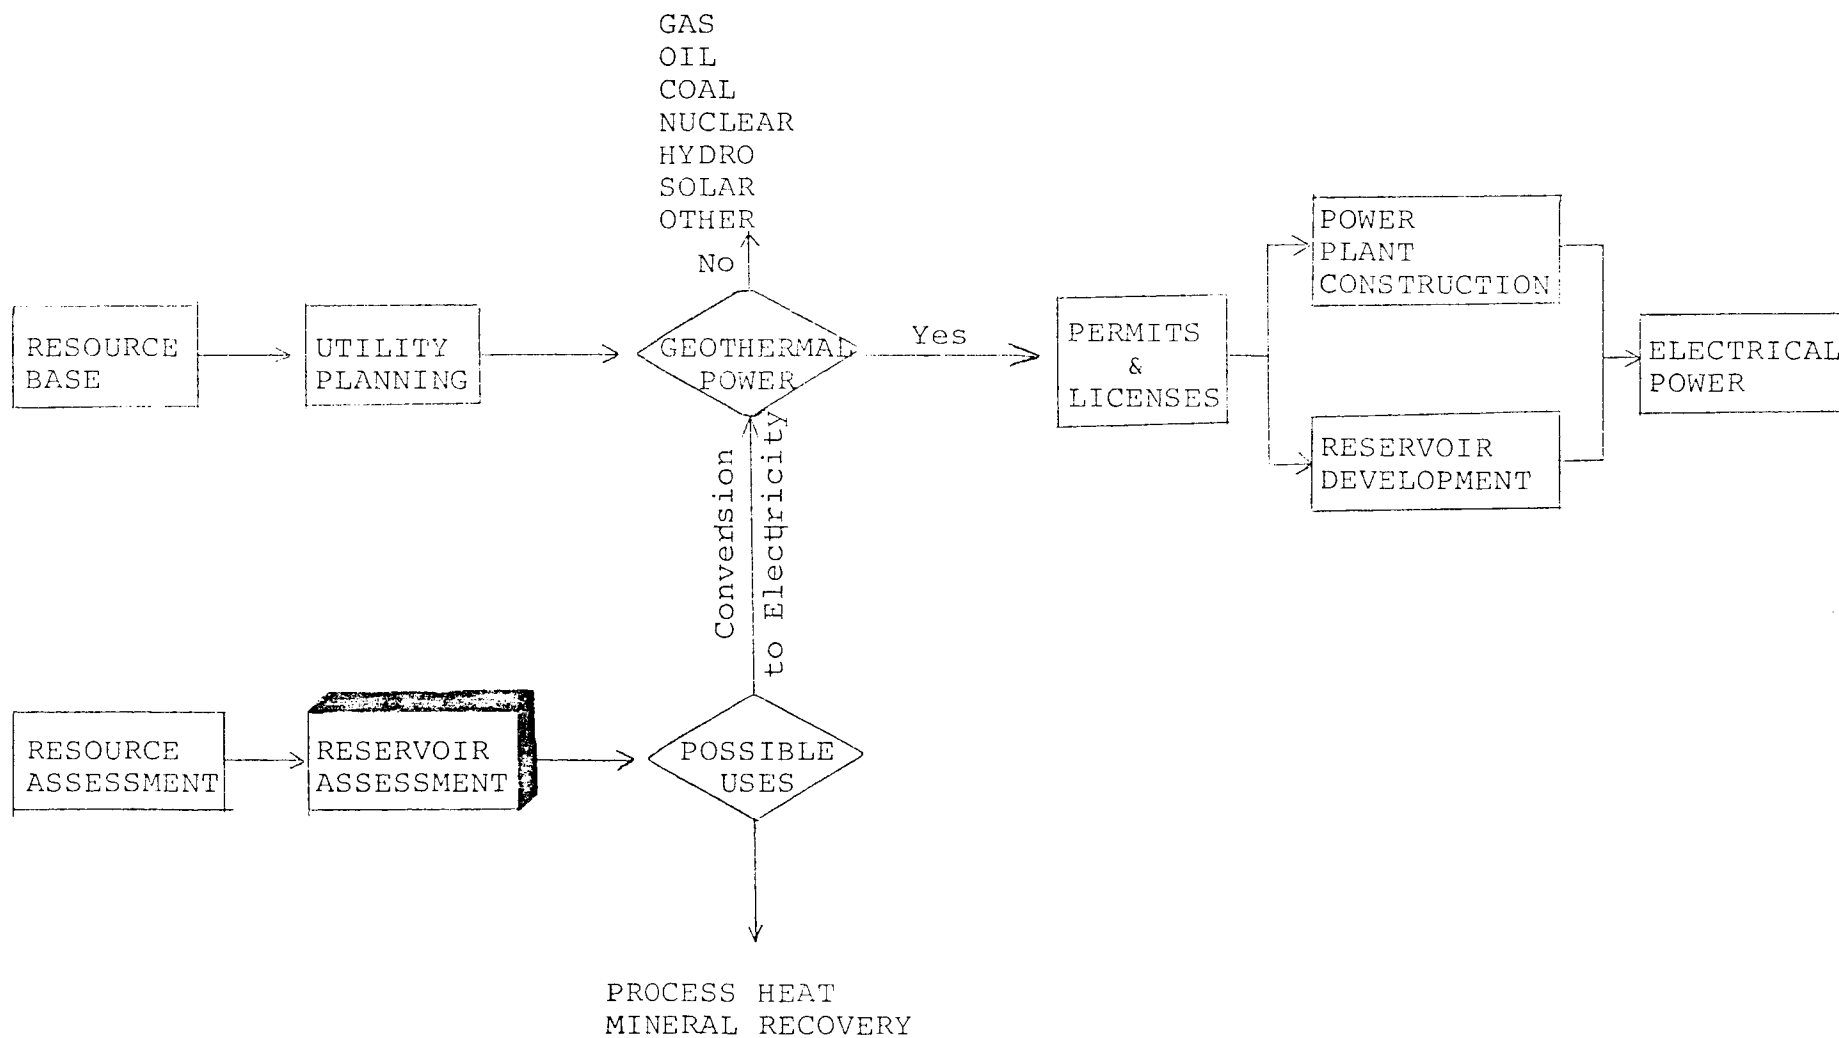 GAS
OIL
COAL
NUCLEAR
HYDRO
SOLAR
OTHER
No
RESOURCE
BASE
UTILITY
PLANNING
GEOTHERMAL
POWER
Yes
PERMITS
&
LICENSES
POWER
PLANT
CONSTRUCTION
RESERVOIR
DEVELOPMENT
ELECTRICAL
POWER
Conversion
to Electricity
RESOURCE
ASSESSMENT
RESERVOIR
ASSESSMENT
POSSIBLE
USES
PROCESS HEAT
MINERAL RECOVERY